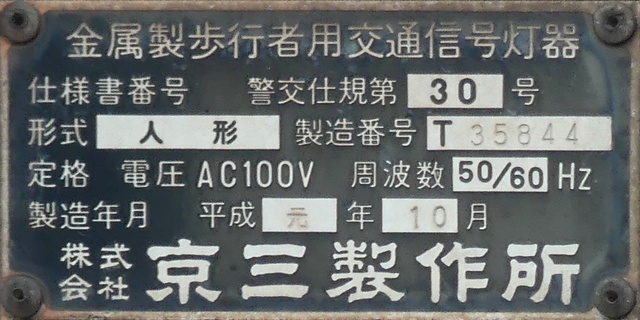 金属製歩行者用交通信号灯器
仕様書番号 警交仕規第 30 号
形式 人形 製造番号 T 35844
定格 電圧 AC100V 周波数 50/60 Hz
製造年月 平成 元 年 10 月
株式会社 京三製作所